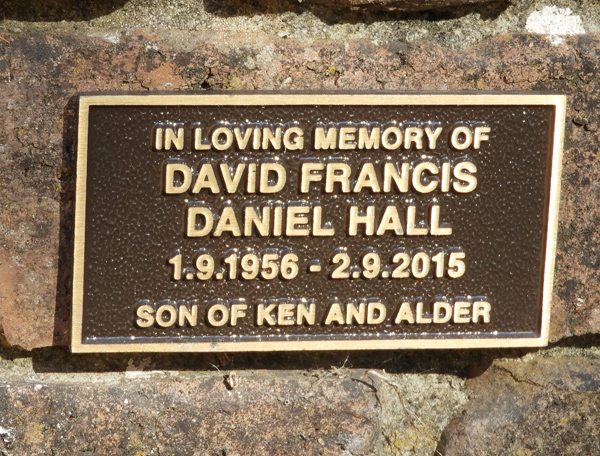 IN LOVING MEMORY OF
DAVID FRANCIS
DANIEL HALL
1.9.1956 - 2.9.2015
SON OF KEN AND ALDER